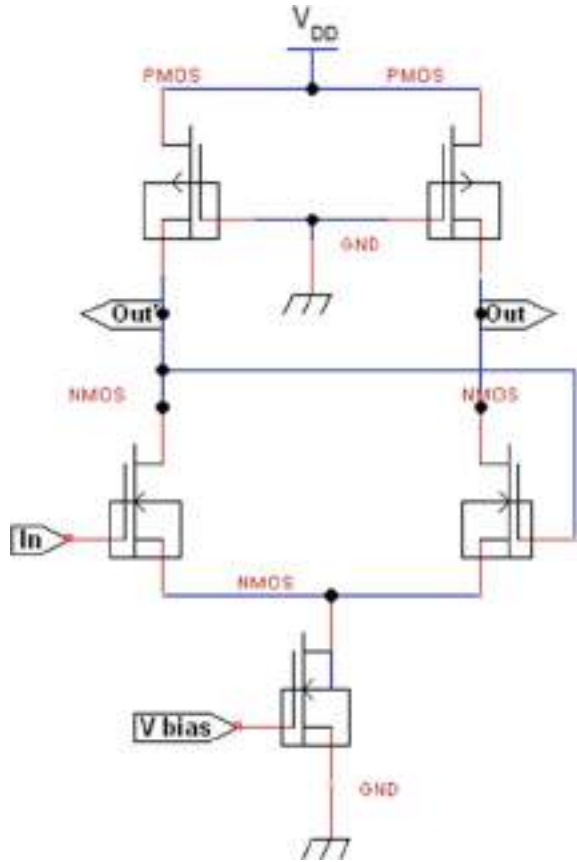 VDD
PMOS PMOS
GND
Out' Out
NMOS NMOS
In
NMOS
V bias
GND